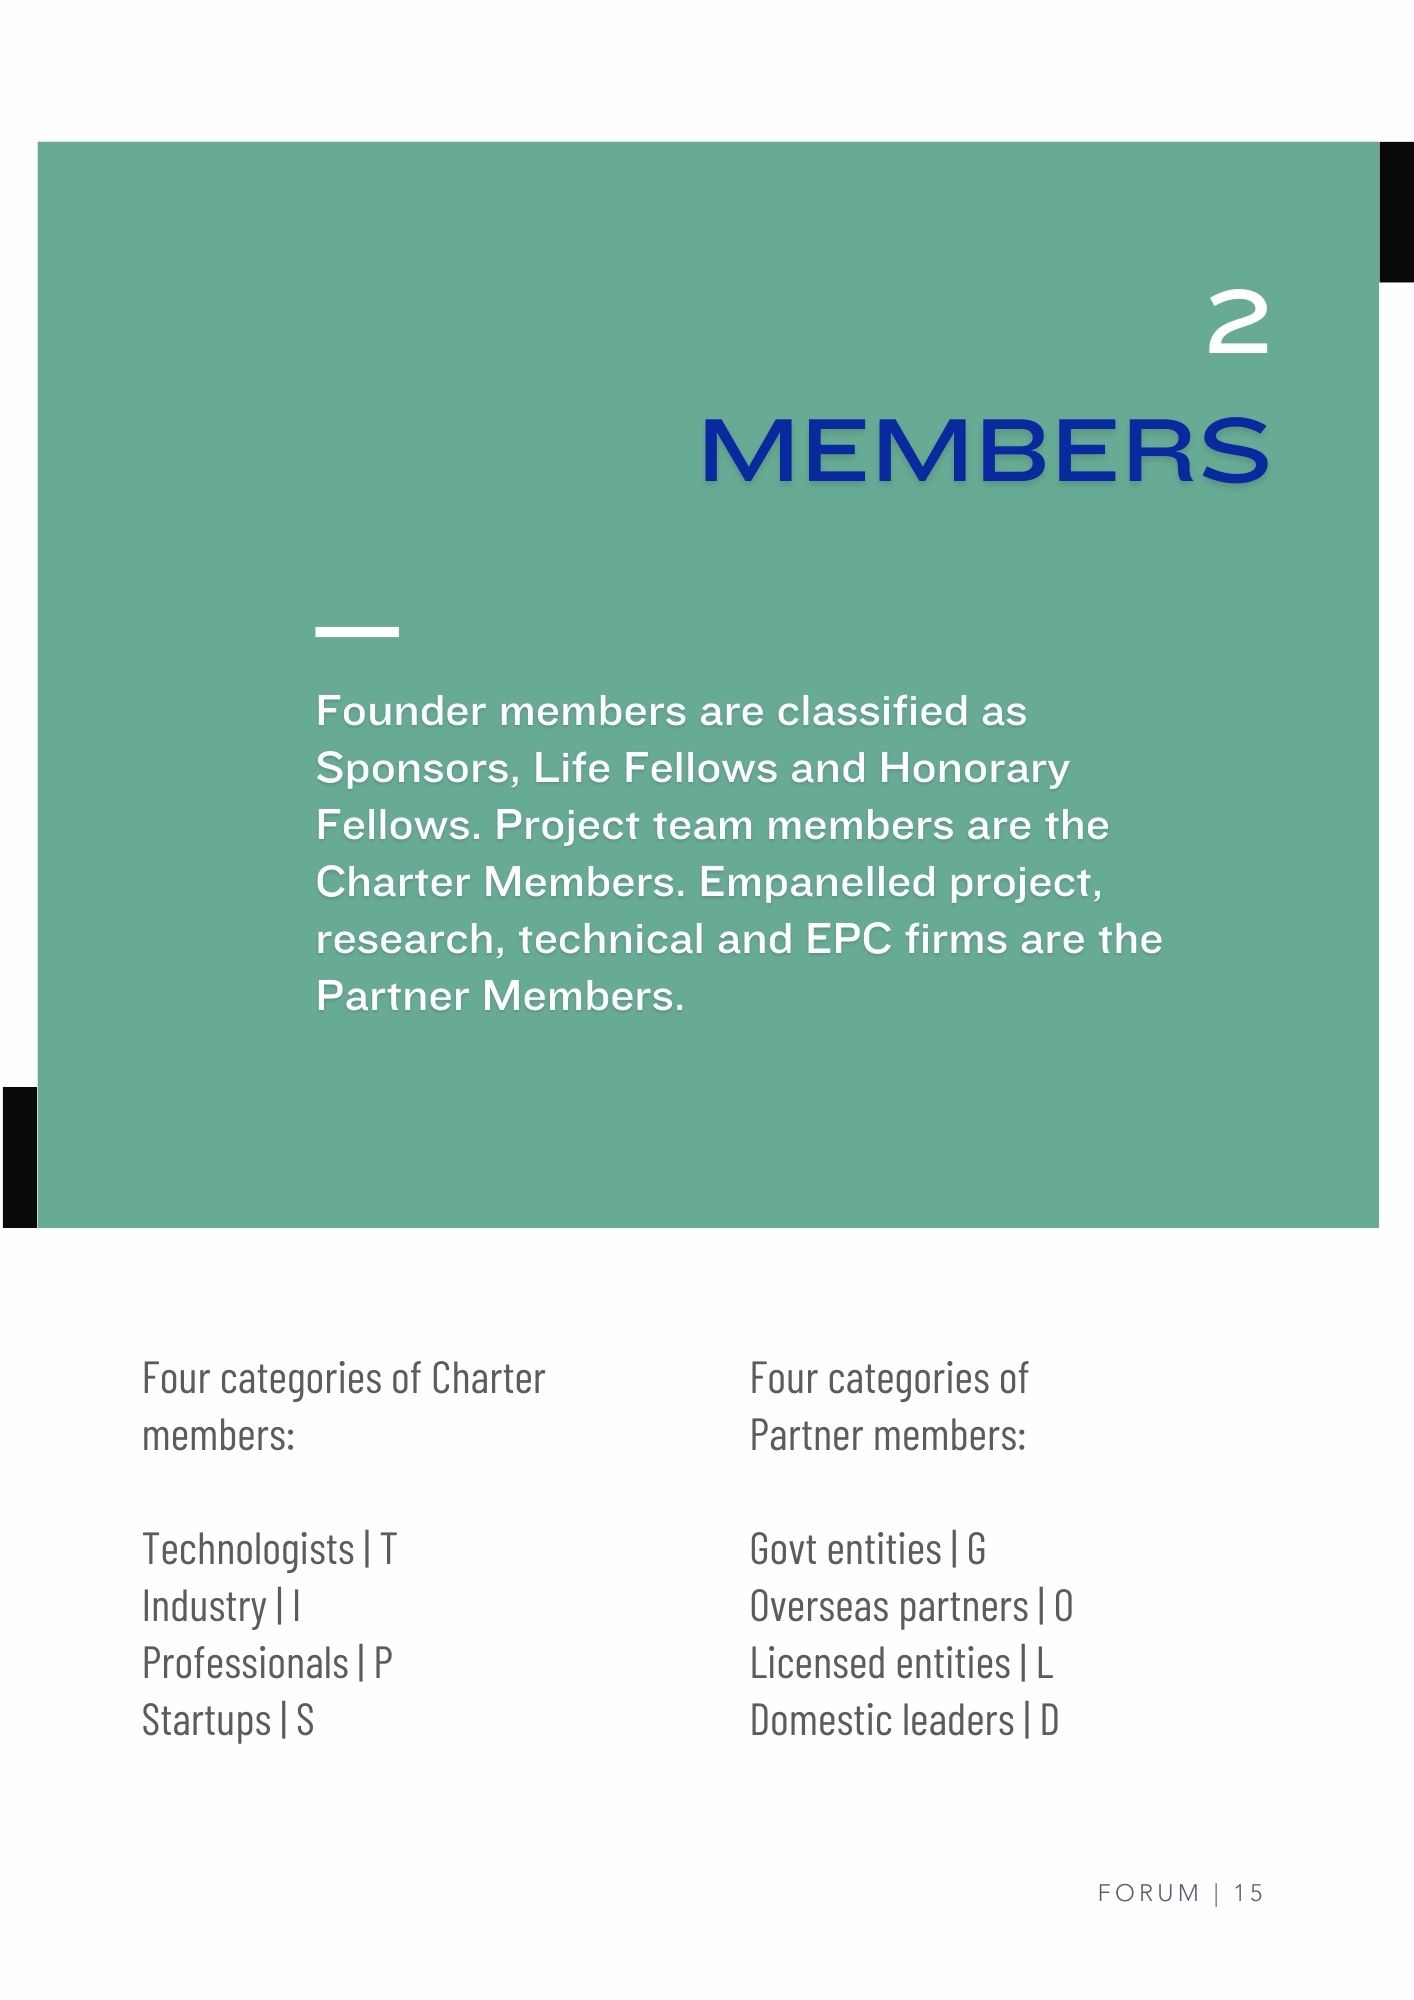 2
MEMBERS
Founder members are classified as
Sponsors, Life Fellows and Honorary
Fellows. Project team members are the
Charter Members. Empanelled project,
research, technical and EPC firms are the
Partner Members.
Four categories of Charter
members:
Technologists | T
Industry | I
Professionals | P
Startups | S
Four categories of
Partner members:
Govt entities | G
Overseas partners | O
Licensed entities | L
Domestic leaders | D
FORUM | 15